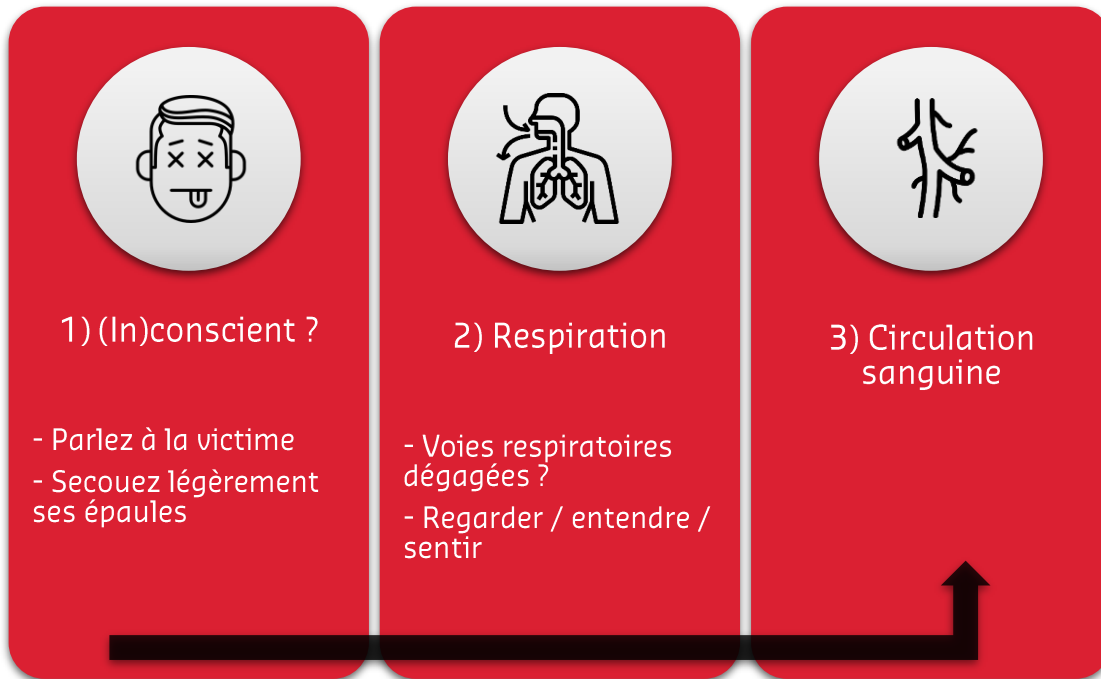 1) (In)conscient ?
- Parlez à la victime
- Secouez légèrement
ses épaules
2) Respiration
- Voies respiratoires
dégagées ?
- Regarder / entendre /
sentir
3) Circulation
sanguine